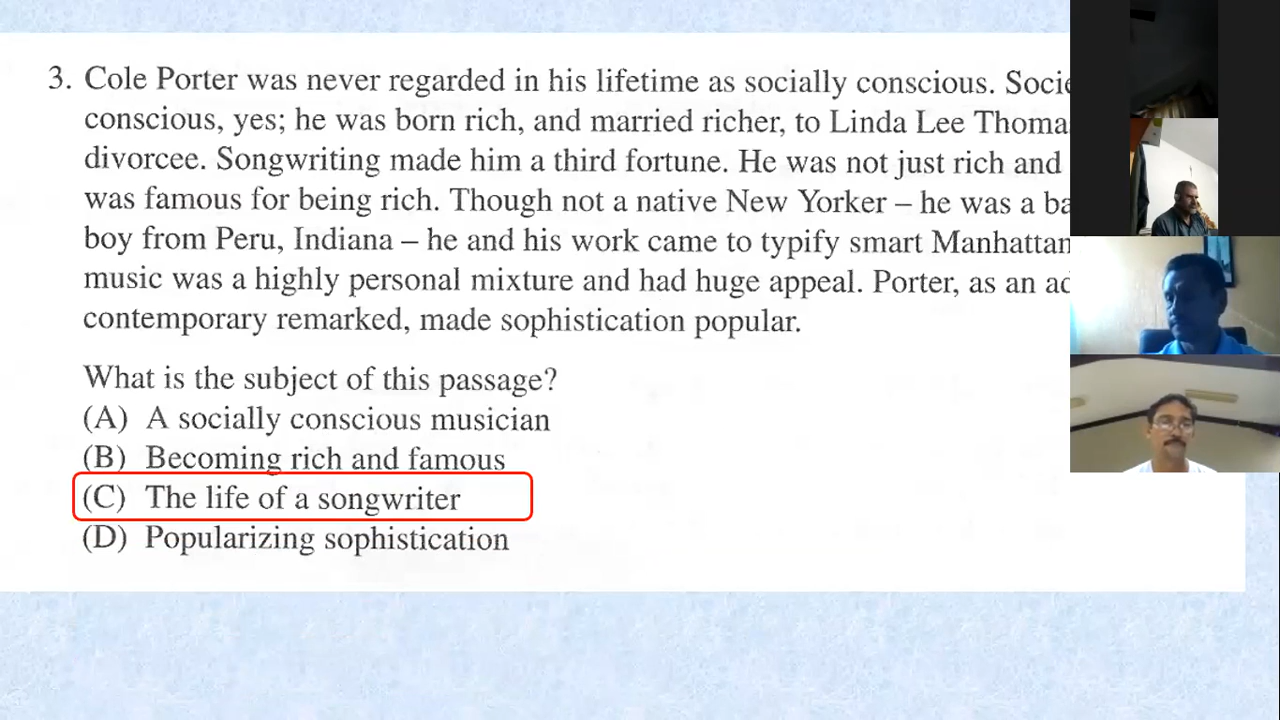 3. Cole Porter was never regarded in his lifetime as socially conscious.
conscious, yes; he was born rich, and married richer, to Linda Lee
divorcee. Songwriting made him a third fortune. He was not just rich and
was famous for being rich. Though not a native New Yorker – he was a
boy from Peru, Indiana – he and his work came to typify smart Manhattan
music was a highly personal mixture and had huge appeal. Porter, as an
contemporary remarked, made sophistication popular.
What is the subject of this passage?
(A) A socially conscious musician
(B) Becoming rich and famous
(C) The life of a songwriter
(D) Popularizing sophistication